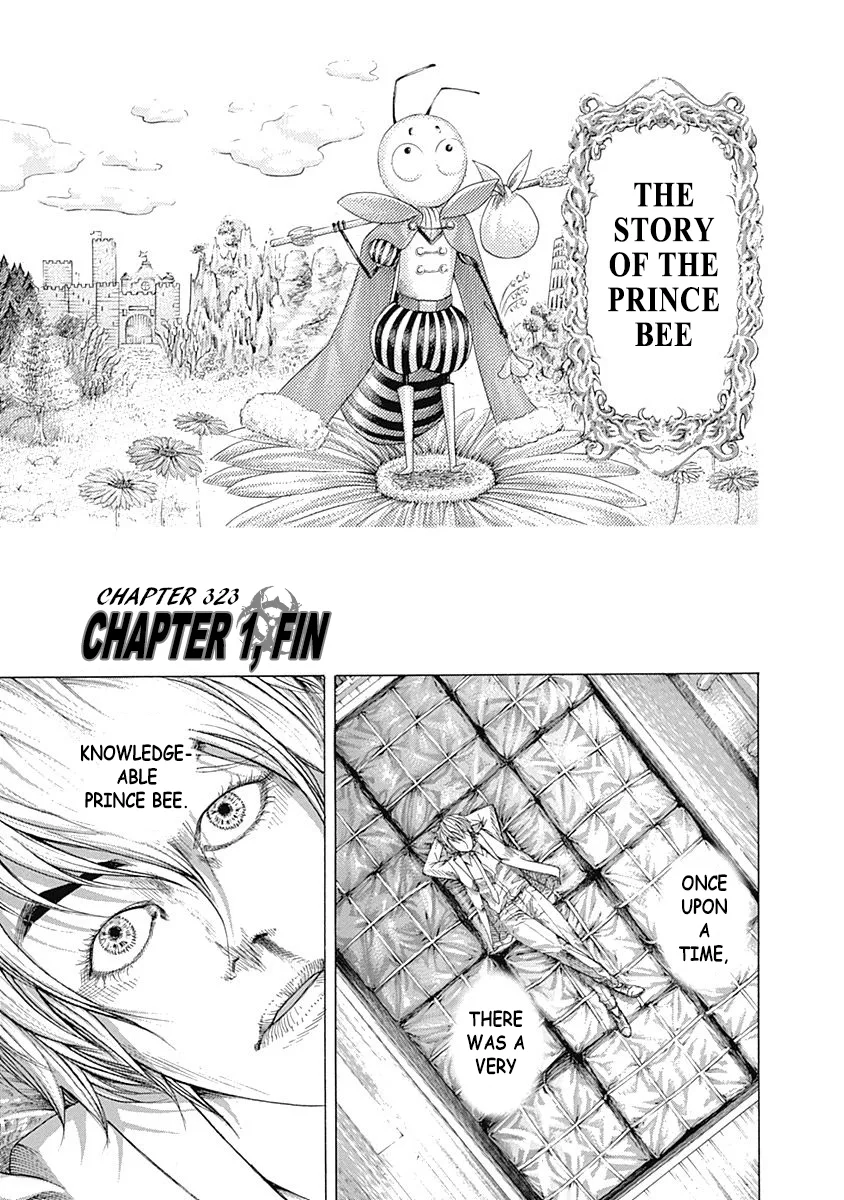 THE
STORY
OF THE
PRINCE
BEE
CHAPTER 323
CHAPTER 1, FIN
ONCE
UPON
A
TIME,
THERE
WAS A
VERY
KNOWLEDGE-
ABLE
PRINCE BEE.